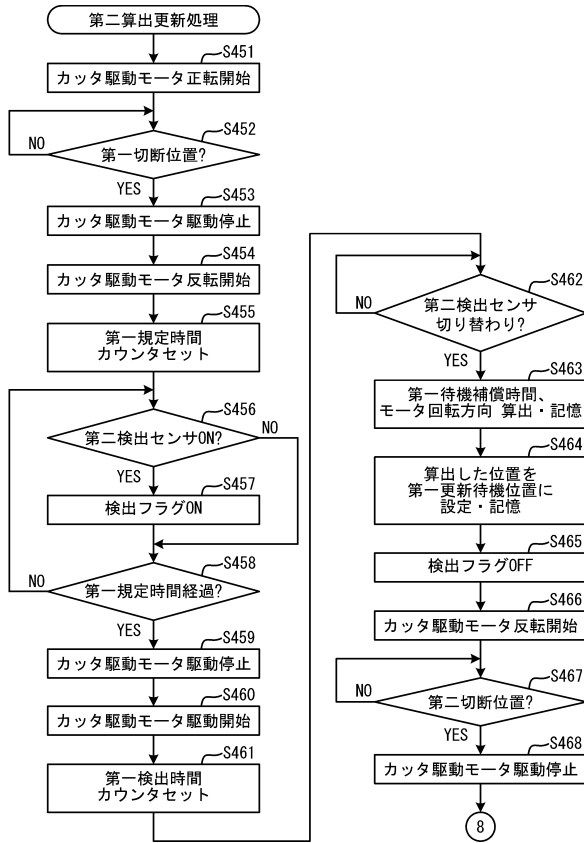 第二算出更新処理
S451
カッタ駆動モータ正転開始
S452
第一切断位置?
NO
YES
S453
カッタ駆動モータ駆動停止
S454
カッタ駆動モータ反転開始
S455
第一規定時間
カウンタセット
S456
第二検出センサON?
NO
YES
S457
検出フラグON
S458
第一規定時間経過?
NO
YES
S459
カッタ駆動モータ駆動停止
S460
カッタ駆動モータ駆動開始
S461
第一検出時間
カウンタセット
S462
第二検出センサ
切り替わり?
NO
YES
S463
第一待機補償時間、
モータ回転方向 算出・記憶
S464
算出した位置を
第一更新待機位置に
設定・記憶
S465
検出フラグOFF
S466
カッタ駆動モータ反転開始
S467
第二切断位置?
NO
YES
S468
カッタ駆動モータ駆動停止
8